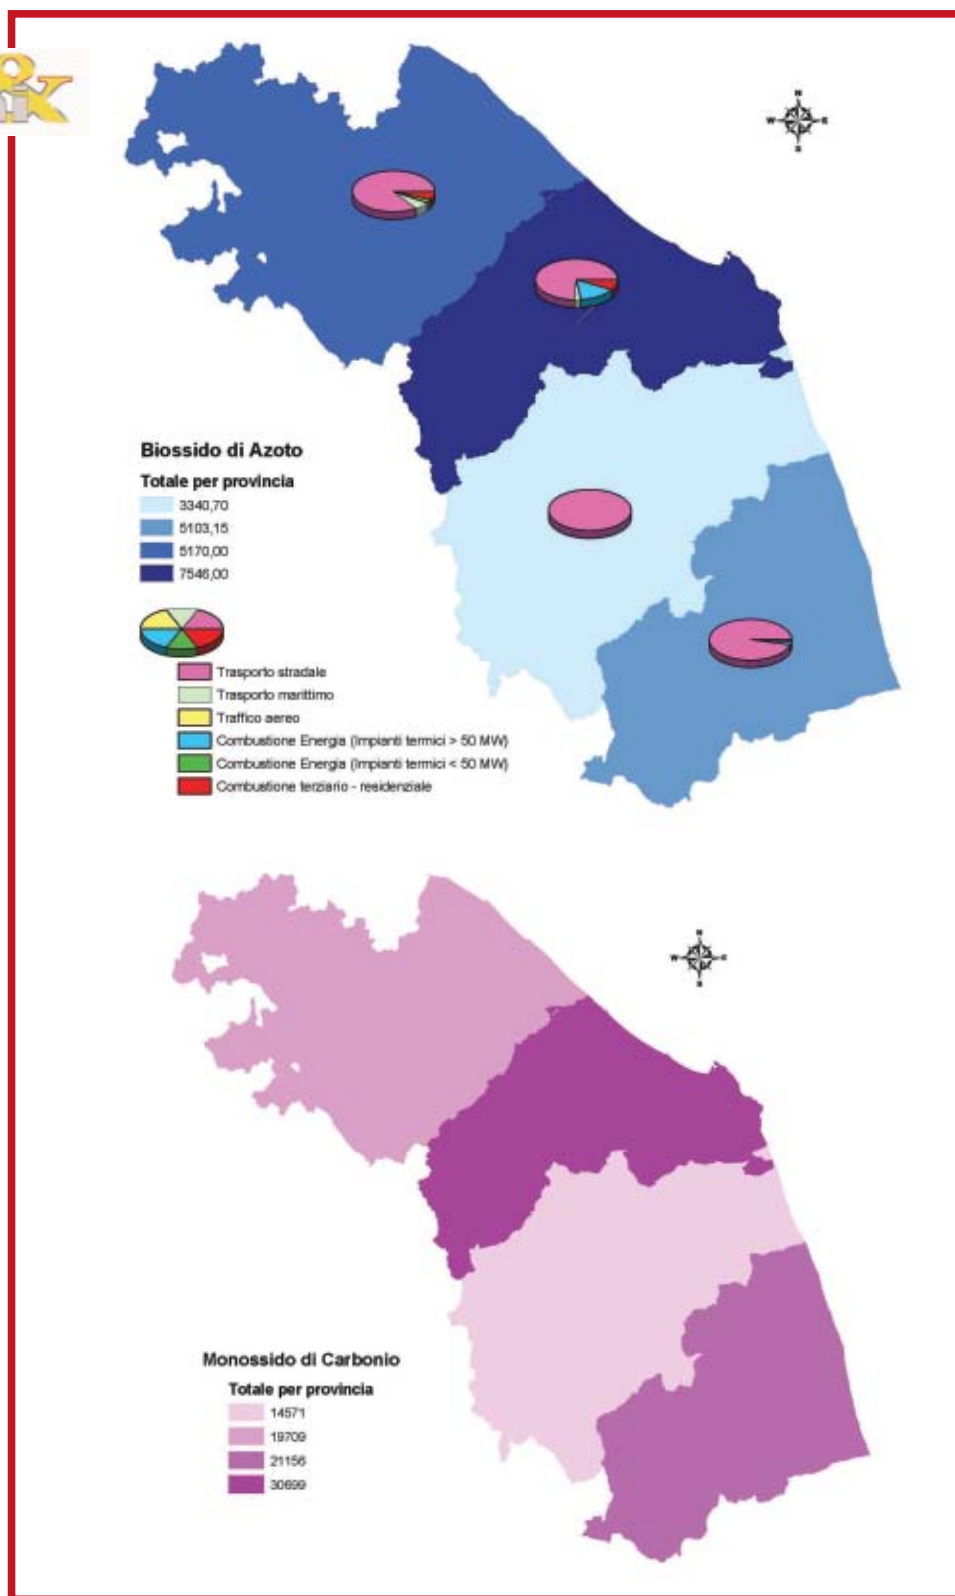 N
W
E
S
Biossido di Azoto
Totale per provincia
3340,70
5103,15
5170,00
7546,00
Trasporto stradale
Trasporto marittimo
Traffico aereo
Combustione Energia (Impianti termici > 50 MW)
Combustione Energia (Impianti termici < 50 MW)
Combustione terziario - residenziale
N
W
E
S
Monossido di Carbonio
Totale per provincia
14571
19709
21156
30699